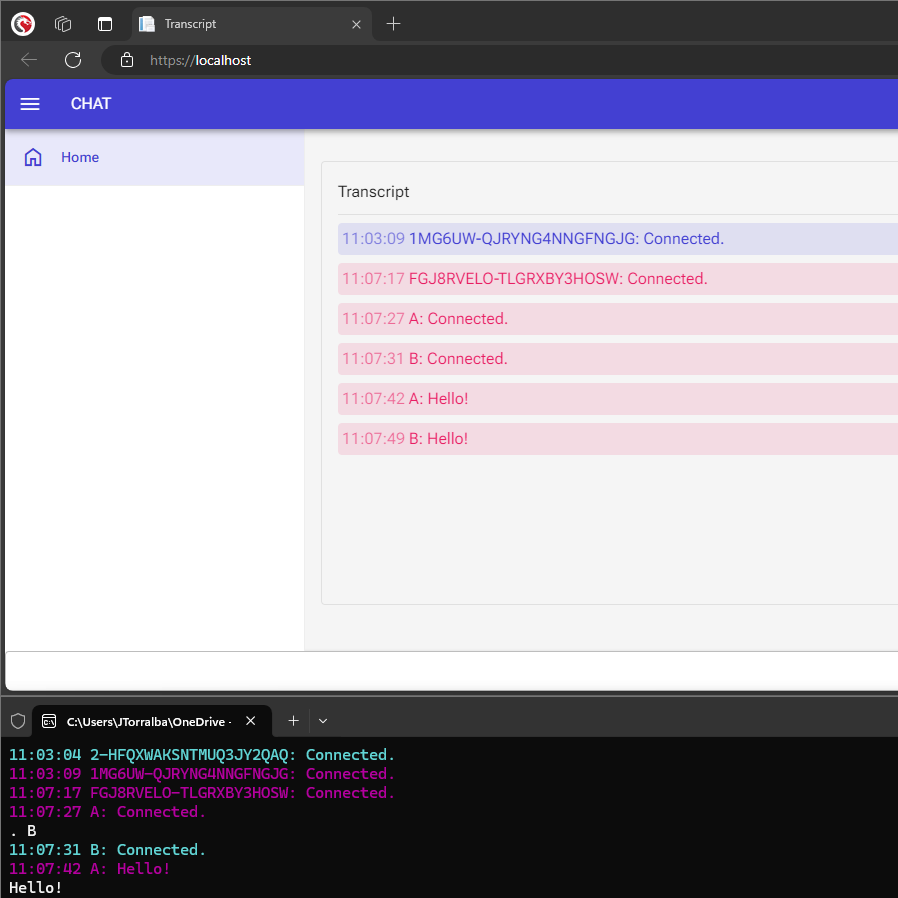 Transcript
https://localhost
CHAT
Home
Transcript
11:03:09 1MG6UW-QJRYNG4NNGFNGJG: Connected.
11:07:17 FGJ8RVELO-TLGRXBY3HOSW: Connected.
11:07:27 A: Connected.
11:07:31 B: Connected.
11:07:42 A: Hello!
11:07:49 B: Hello!
C:\Users\JTorralba\OneDrive -
11:03:04 2-HFQXWAKSNTMUQ3JY2QAQ: Connected.
11:03:09 1MG6UW-QJRYNG4NNGFNGJG: Connected.
11:07:17 FGJ8RVELO-TLGRXBY3HOSW: Connected.
11:07:27 A: Connected.
. B
11:07:31 B: Connected.
11:07:42 A: Hello!
Hello!